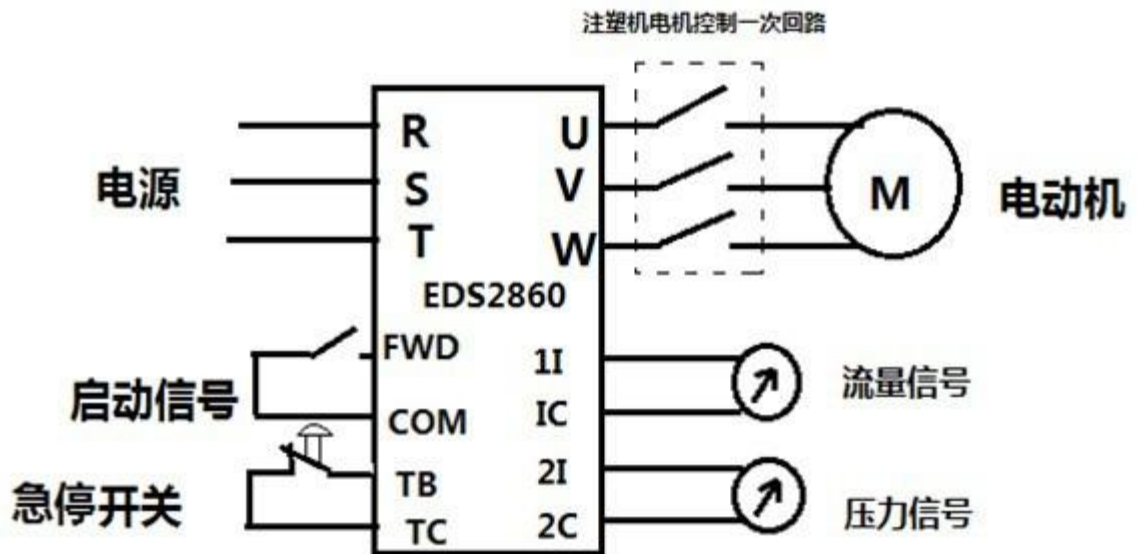 注塑机电机控制一次回路
电源
R
S
T
U
V
W
M
电动机
EDS2860
启动信号
FWD
COM
急停开关
TB
TC
1I
IC
流量信号
2I
2C
压力信号